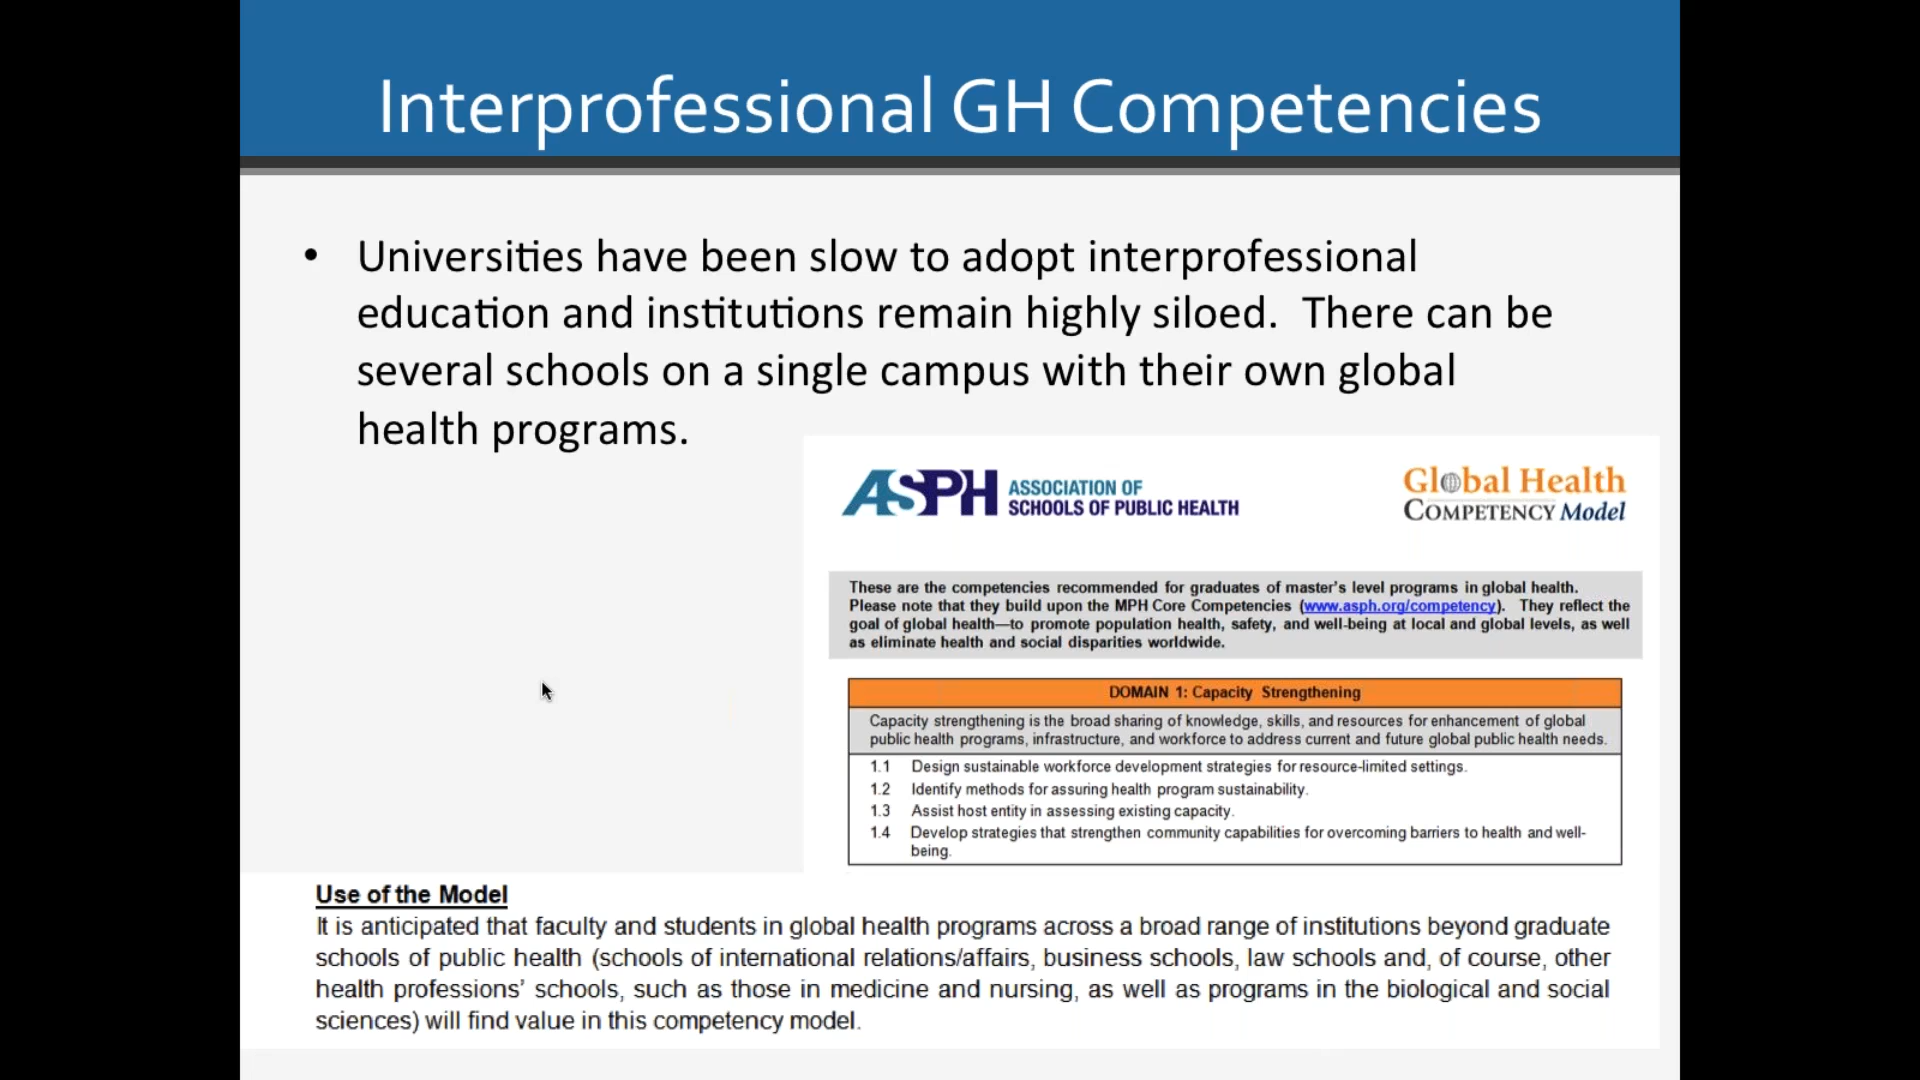 Interprofessional GH Competencies
• Universities have been slow to adopt interprofessional
education and institutions remain highly siloed.  There can be
several schools on a single campus with their own global
health programs.
ASPH ASSOCIATION OF
SCHOOLS OF PUBLIC HEALTH
Global Health
COMPETENCY Model
These are the competencies recommended for graduates of master's level programs in global health.
Please note that they build upon the MPH Core Competencies (www.asph.org/competency).  They reflect the
goal of global health—to promote population health, safety, and well-being at local and global levels, as well
as eliminate health and social disparities worldwide.
DOMAIN 1: Capacity Strengthening
Capacity strengthening is the broad sharing of knowledge, skills, and resources for enhancement of global
public health programs, infrastructure, and workforce to address current and future global public health needs.
1.1 Design sustainable workforce development strategies for resource-limited settings.
1.2 Identify methods for assuring health program sustainability.
1.3 Assist host entity in assessing existing capacity.
1.4 Develop strategies that strengthen community capabilities for overcoming barriers to health and well-
being.
Use of the Model
It is anticipated that faculty and students in global health programs across a broad range of institutions beyond graduate
schools of public health (schools of international relations/affairs, business schools, law schools and, of course, other
health professions' schools, such as those in medicine and nursing, as well as programs in the biological and social
sciences) will find value in this competency model.